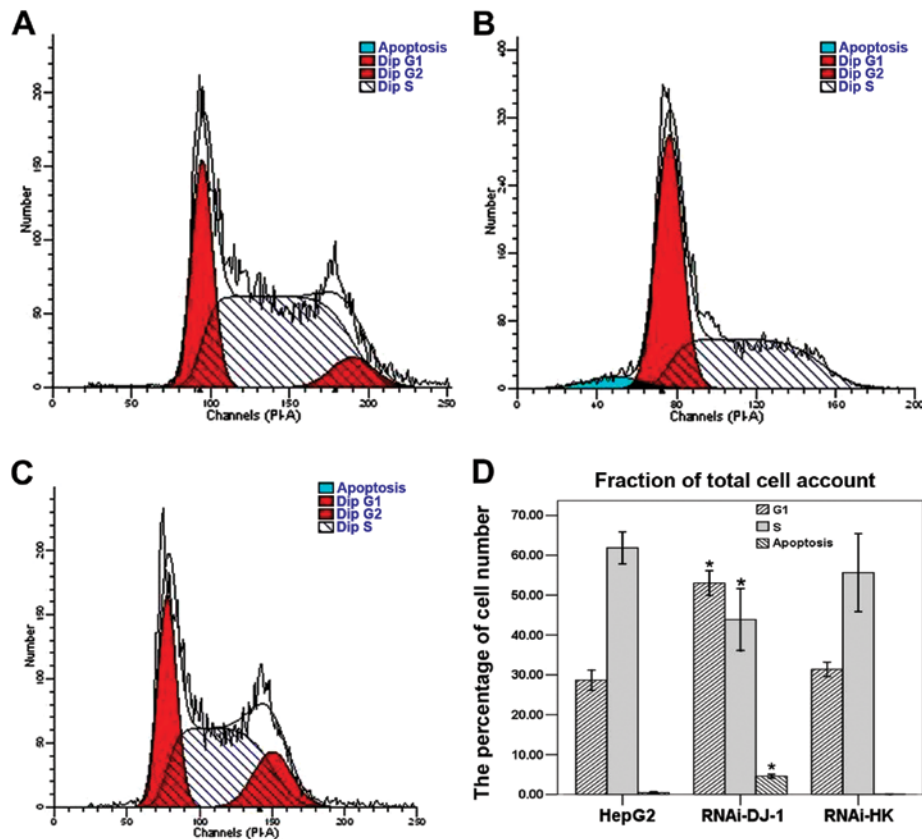 A
Apoptosis
Dip G1
Dip G2
Dip S
Number
0 50 100 150 200
0 50 100 150 200 250
Channels (PI-A)
B
Apoptosis
Dip G1
Dip G2
Dip S
Number
0 80 160 240 320 400
0 40 80 120 160 200
Channels (PI-A)
C
Apoptosis
Dip G1
Dip G2
Dip S
Number
0 50 100 150 200
0 50 100 150 200 250
Channels (PI-A)
D
Fraction of total cell account
G1
S
Apoptosis
The percentage of cell number
70.00
60.00
50.00
40.00
30.00
20.00
10.00
0.00
* *
*
HepG2 RNAi-DJ-1 RNAi-HK